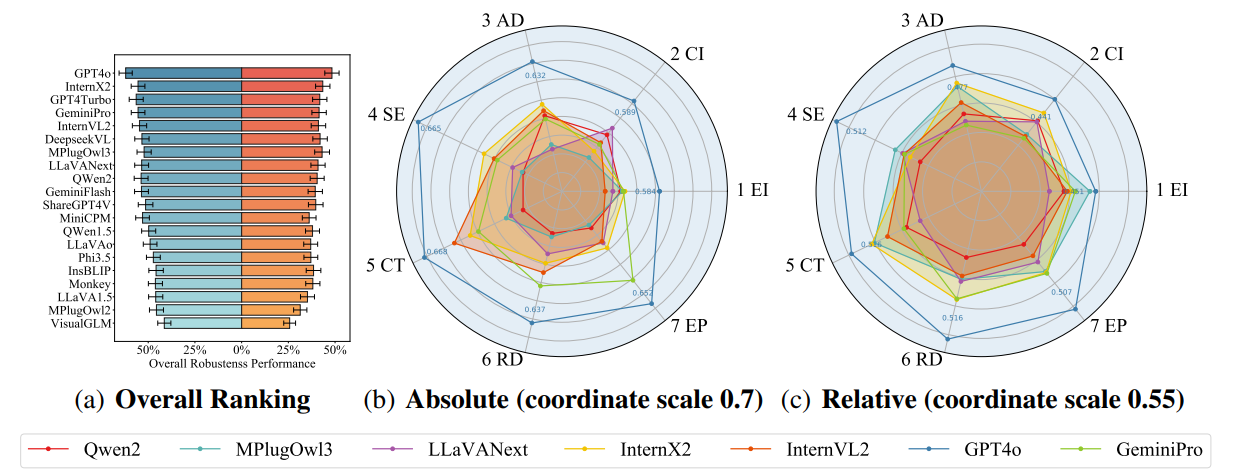 GPT4o
InternX2
GPT4Turbo
GeminiPro
InternVL2
DeepseekVL
MPlugOwl3
LLaVANext
QWen2
GeminiFlash
ShareGPT4V
MiniCPM
QWen1.5
LLaVAo
Phi3.5
InsBLIP
Monkey
LLaVA1.5
MPlugOwl2
VisualGLM
50% 25% 0% 25% 50%
Overall Robustenss Performance
3 AD
2 CI
4 SE
1 EI
5 CT
6 RD
7 EP
0.632
0.589
0.665
0.584
0.668
0.637
0.652
3 AD
2 CI
4 SE
1 EI
5 CT
6 RD
7 EP
0.477
0.441
0.512
0.451
0.516
0.516
0.507
(a) Overall Ranking
(b) Absolute (coordinate scale 0.7)
(c) Relative (coordinate scale 0.55)
Qwen2 MPlugOwl3 LLaVANext InternX2 InternVL2 GPT4o GeminiPro